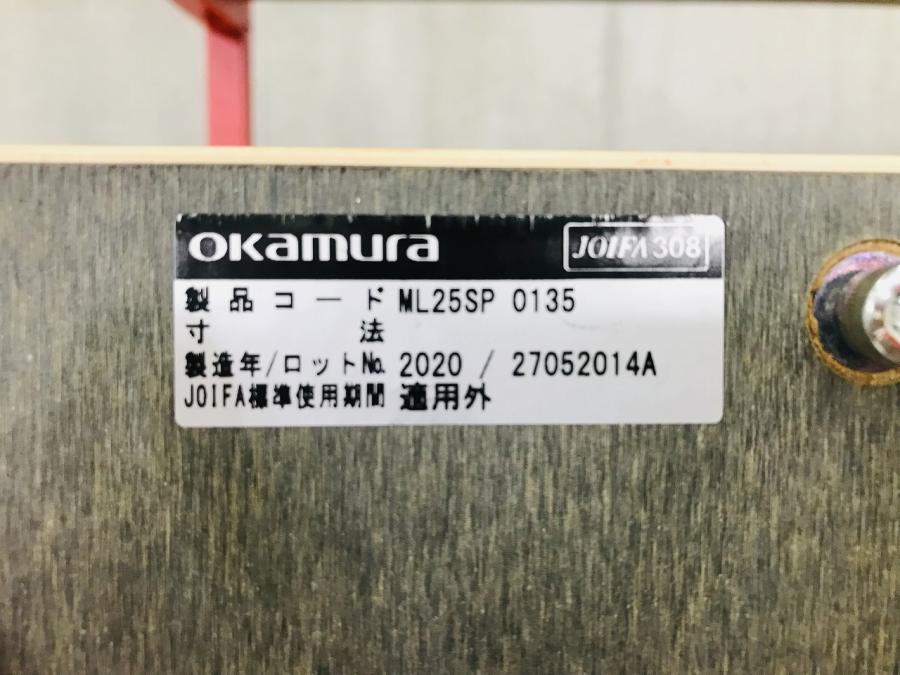 okamura JOIFA 308
製品コード ML25SP 0135
寸法
製造年/ロットNo. 2020 / 27052014A
JOIFA標準使用期間 適用外